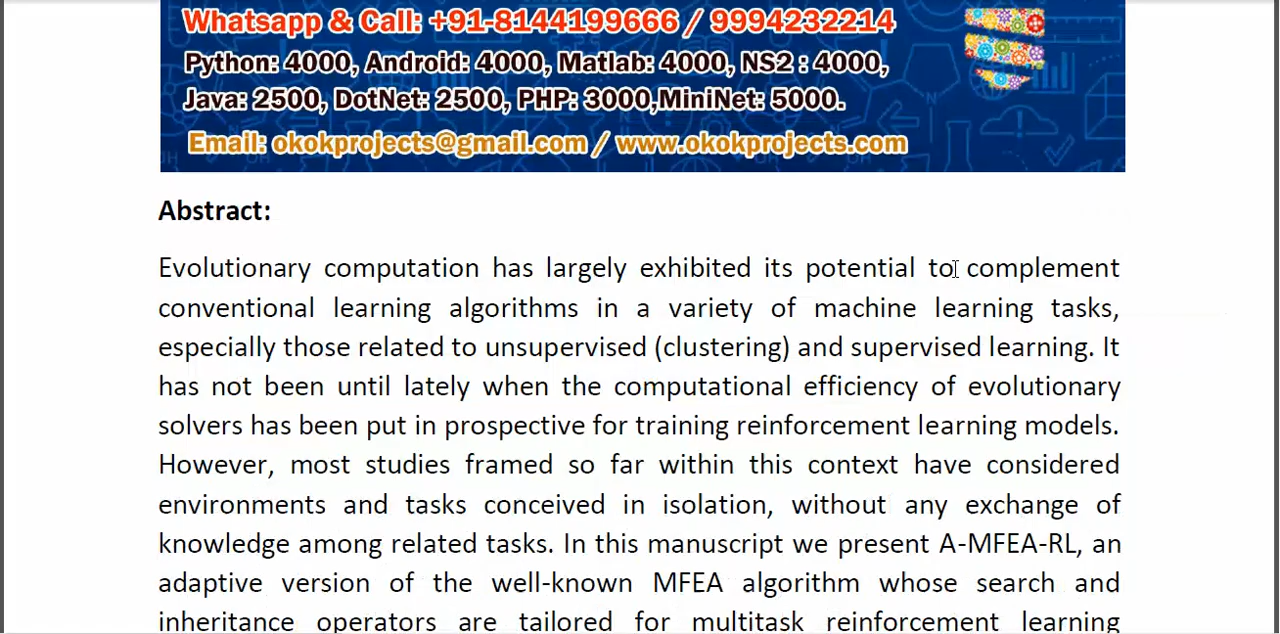 Whatsapp & Call: +91-8144199666 / 9994232214
Python: 4000, Android: 4000, Matlab: 4000, NS2 : 4000,
Java: 2500, DotNet: 2500, PHP: 3000,MiniNet: 5000.
Email: okokprojects@gmail.com / www.okokprojects.com
Abstract:
Evolutionary computation has largely exhibited its potential to complement
conventional learning algorithms in a variety of machine learning tasks,
especially those related to unsupervised (clustering) and supervised learning. It
has not been until lately when the computational efficiency of evolutionary
solvers has been put in prospective for training reinforcement learning models.
However, most studies framed so far within this context have considered
environments and tasks conceived in isolation, without any exchange of
knowledge among related tasks. In this manuscript we present A-MFEA-RL, an
adaptive version of the well-known MFEA algorithm whose search and
inheritance operators are tailored for multitask reinforcement learning